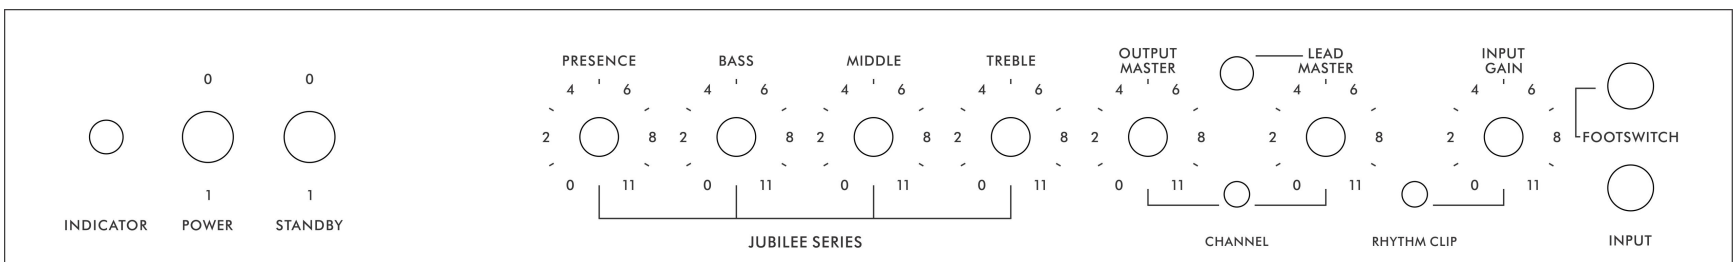 PRESENCE
BASS
MIDDLE
TREBLE
OUTPUT
MASTER
LEAD
MASTER
INPUT
GAIN
0
0
4 6
4 6
4 6
4 6
4 6
4 6
4 6
2 8
2 8
2 8
2 8
2 8
2 8
2 8
FOOTSWITCH
0 11
0 11
0 11
0 11
0 11
0 11
0 11
1
1
INDICATOR
POWER
STANDBY
JUBILEE SERIES
CHANNEL
RHYTHM CLIP
INPUT